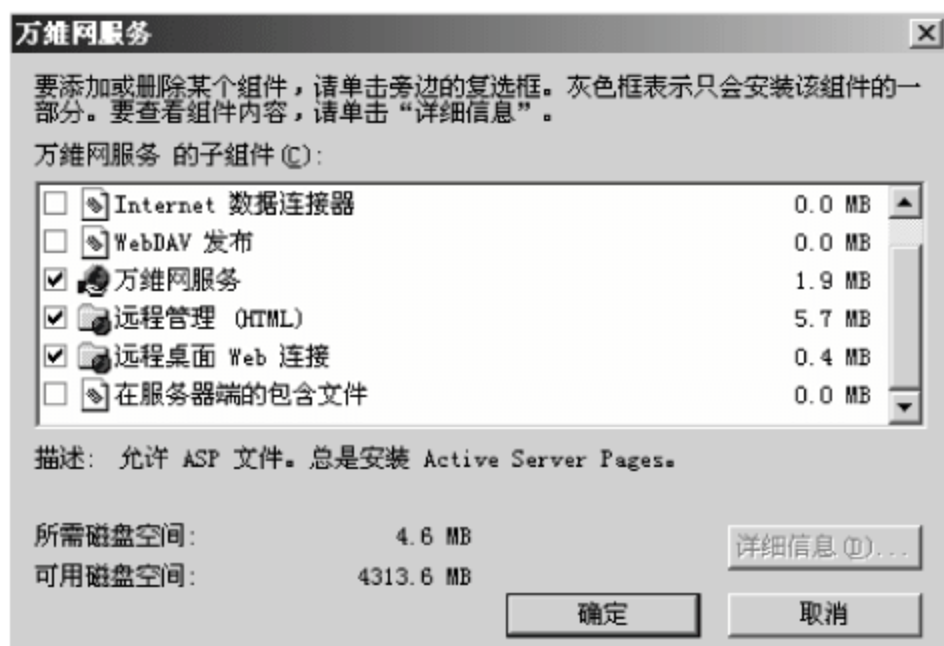 万维网服务
要添加或删除某个组件，请单击旁边的复选框。灰色框表示只会安装该组件的一
部分。要查看组件内容，请单击“详细信息”。
万维网服务 的子组件(C):
Internet 数据连接器 0.0 MB
WebDAV 发布 0.0 MB
万维网服务 1.9 MB
远程管理 (HTML) 5.7 MB
远程桌面 Web 连接 0.4 MB
在服务器端的包含文件 0.0 MB
描述: 允许 ASP 文件。总是安装 Active Server Pages。
所需磁盘空间: 4.6 MB
详细信息(D)...
可用磁盘空间: 4313.6 MB
确定 取消